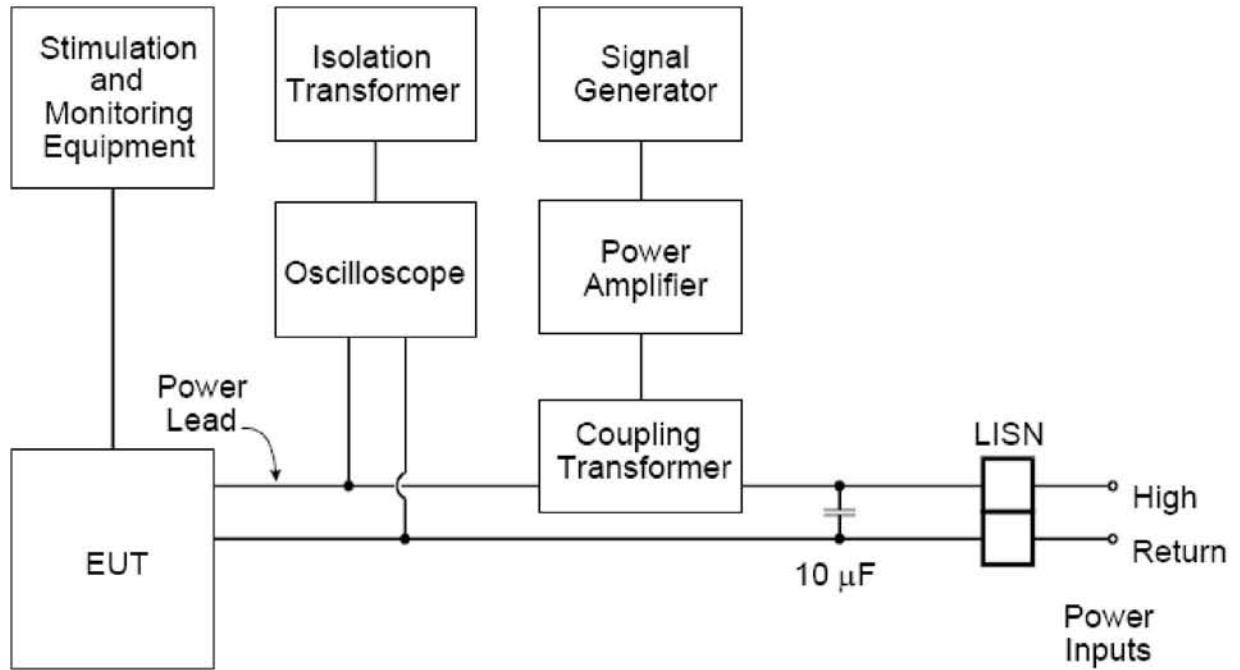 Stimulation
and
Monitoring
Equipment
Isolation
Transformer
Signal
Generator
Oscilloscope
Power
Amplifier
Power
Lead
Coupling
Transformer
LISN
High
Return
EUT
10 μF
Power
Inputs